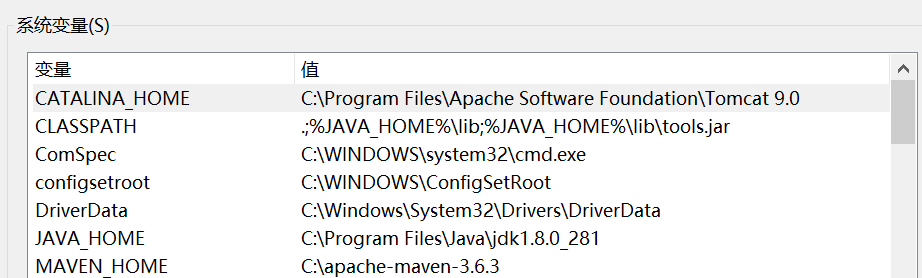 系统变量(S)
变量 值
CATALINA_HOME C:\Program Files\Apache Software Foundation\Tomcat 9.0
CLASSPATH .;%JAVA_HOME%\lib;%JAVA_HOME%\lib\tools.jar
ComSpec C:\WINDOWS\system32\cmd.exe
configsetroot C:\WINDOWS\ConfigSetRoot
DriverData C:\Windows\System32\Drivers\DriverData
JAVA_HOME C:\Program Files\Java\jdk1.8.0_281
MAVEN_HOME C:\apache-maven-3.6.3